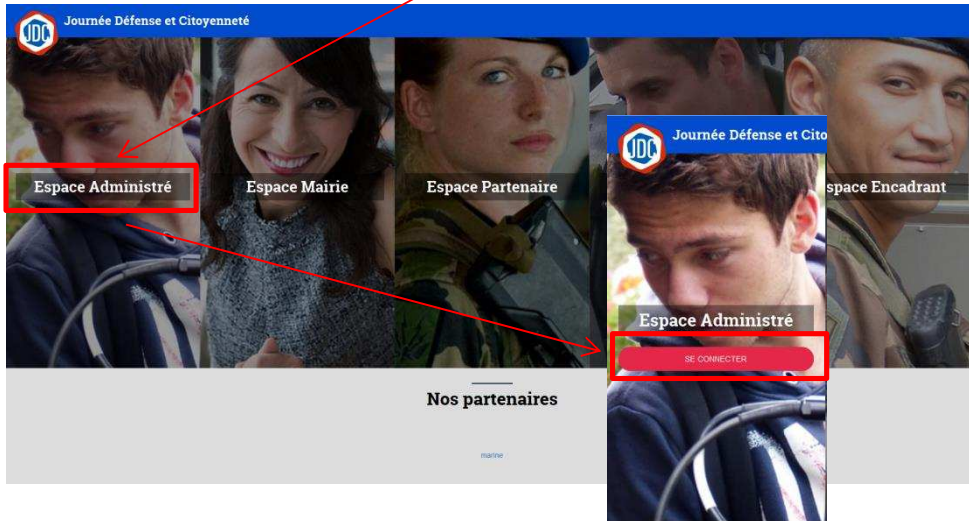 JDC
Journée Défense et Citoyenneté
Espace Administré
Espace Mairie
Espace Partenaire
space Encadrant
JDC
Journée Défense et Cito
Espace Administré
SE CONNECTER
Nos partenaires
marine